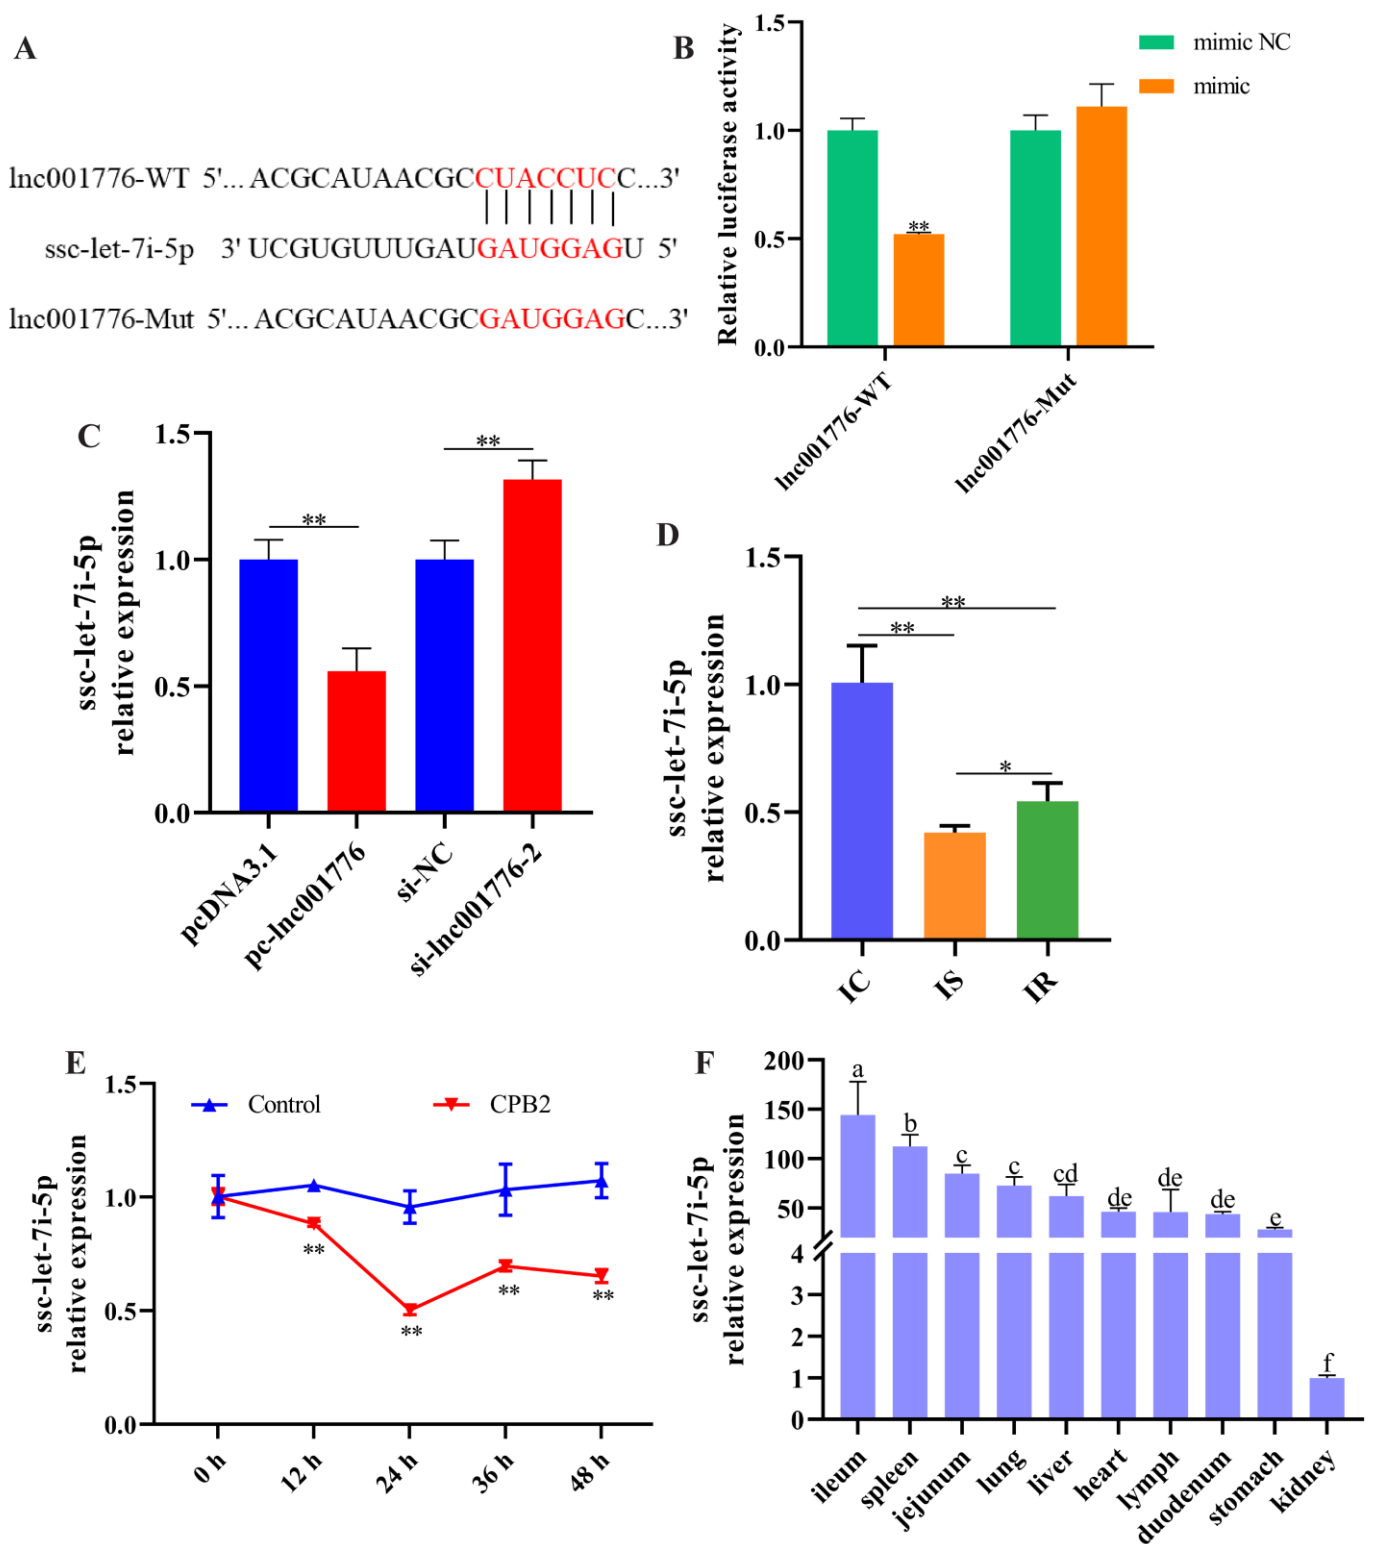 A
lnc001776-WT 5'... ACGCAUAACGCCUACCUCC...3'
ssc-let-7i-5p 3' UCGUGUUUGAUGAUGGAGU 5'
lnc001776-Mut 5'... ACGCAUAACGCGAUGGAGC...3'
B
Relative luciferase activity
1.5
1.0
0.5
0.0
mimic NC
mimic
**
lnc001776-WT
lnc001776-Mut
C
ssc-let-7i-5p
relative expression
1.5
1.0
0.5
0.0
**
**
pcDNA3.1
pc-lnc001776
si-NC
si-lnc001776-2
D
ssc-let-7i-5p
relative expression
1.5
1.0
0.5
0.0
**
**
*
IC
IS
IR
E
ssc-let-7i-5p
relative expression
1.5
1.0
0.5
0.0
Control
CPB2
**
**
**
**
0 h
12 h
24 h
36 h
48 h
F
ssc-let-7i-5p
relative expression
200
150
100
50
4
3
2
1
0
a
b
c
c
cd
de
de
de
e
f
ileum
spleen
jejunum
lung
liver
heart
lymph
duodenum
stomach
kidney